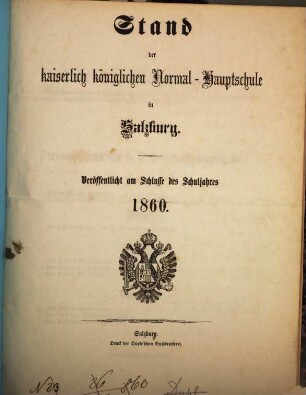 Stand
der
kaiserlich königlichen Normal-Hauptschule
in
Salzburg.
Veröffentlicht am Schlusse des Schuljahres
1860.
Salzburg.
Druck der Duyle'schen Buchdruckerei.